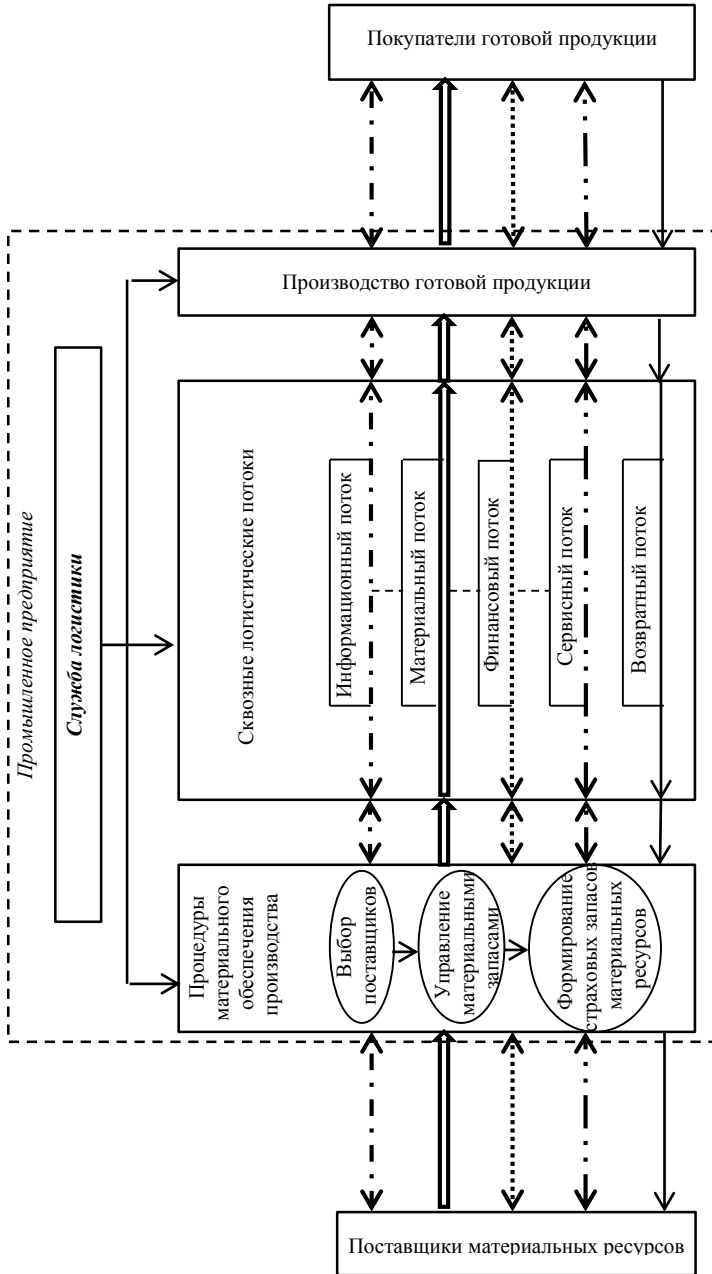 Промышленное предприятие
Служба логистики
Поставщики материальных ресурсов
Процедуры
материального
обеспечения
производства
Выбор
поставщиков
Управление
материальными
запасами
Формирование
страховых запасов
материальных
ресурсов
Сквозные логистические потоки
Информационный поток
Материальный поток
Финансовый поток
Сервисный поток
Возвратный поток
Производство готовой продукции
Покупатели готовой продукции